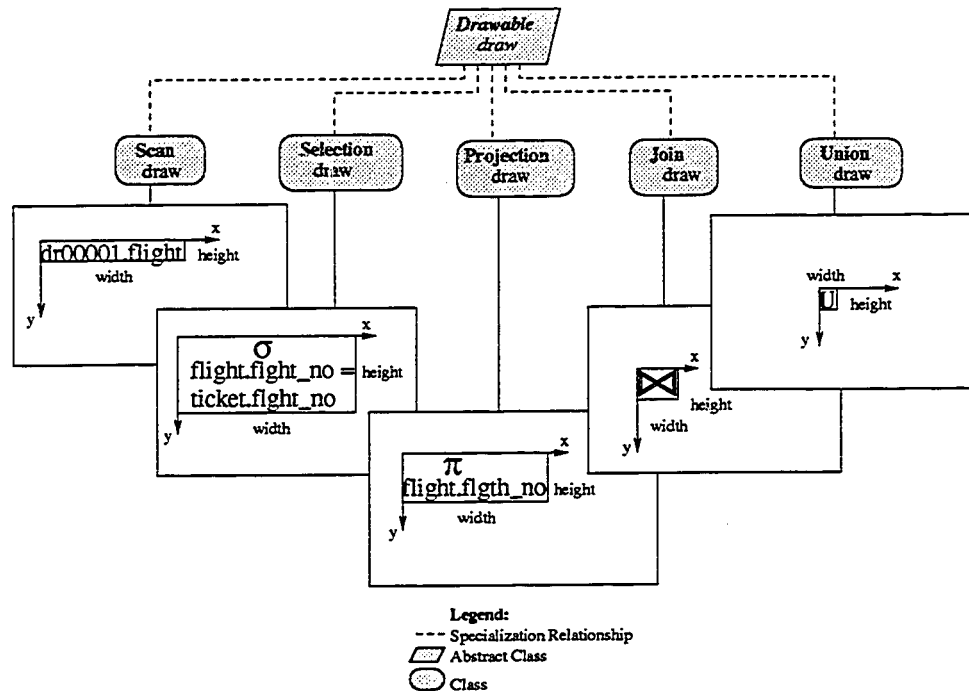 Drawable
draw
Scan
draw
Selection
draw
Projection
draw
Join
draw
Union
draw
x
dr00001.flight
height
width
y
x
σ
flight.flght_no =
height
ticket.flght_no
width
y
x
π
flight.flgth_no
height
width
y
x
height
width
y
width
x
U
height
y
Legend:
Specialization Relationship
Abstract Class
Class